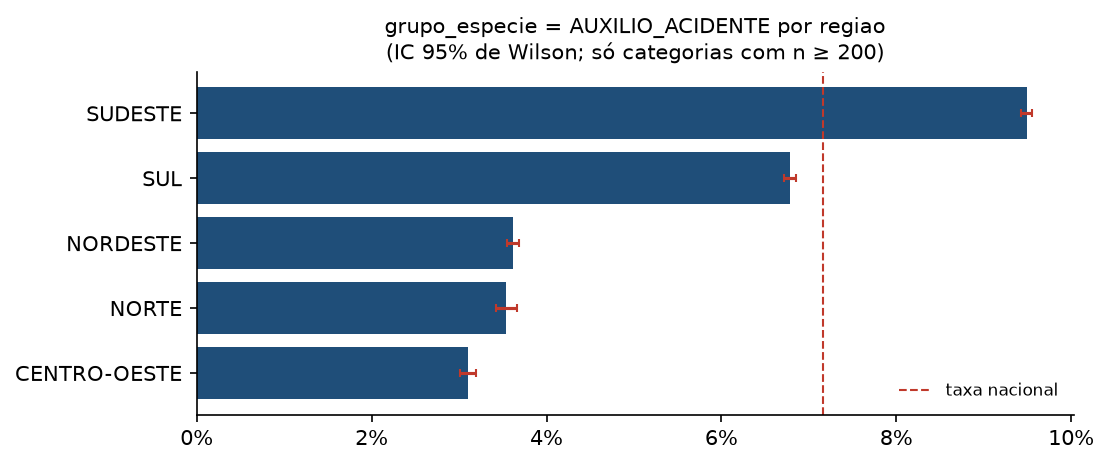 grupo_especie = AUXILIO_ACIDENTE por regiao
(IC 95% de Wilson; só categorias com n ≥ 200)
SUDESTE
SUL
NORDESTE
NORTE
CENTRO-OESTE
taxa nacional
0% 2% 4% 6% 8% 10%